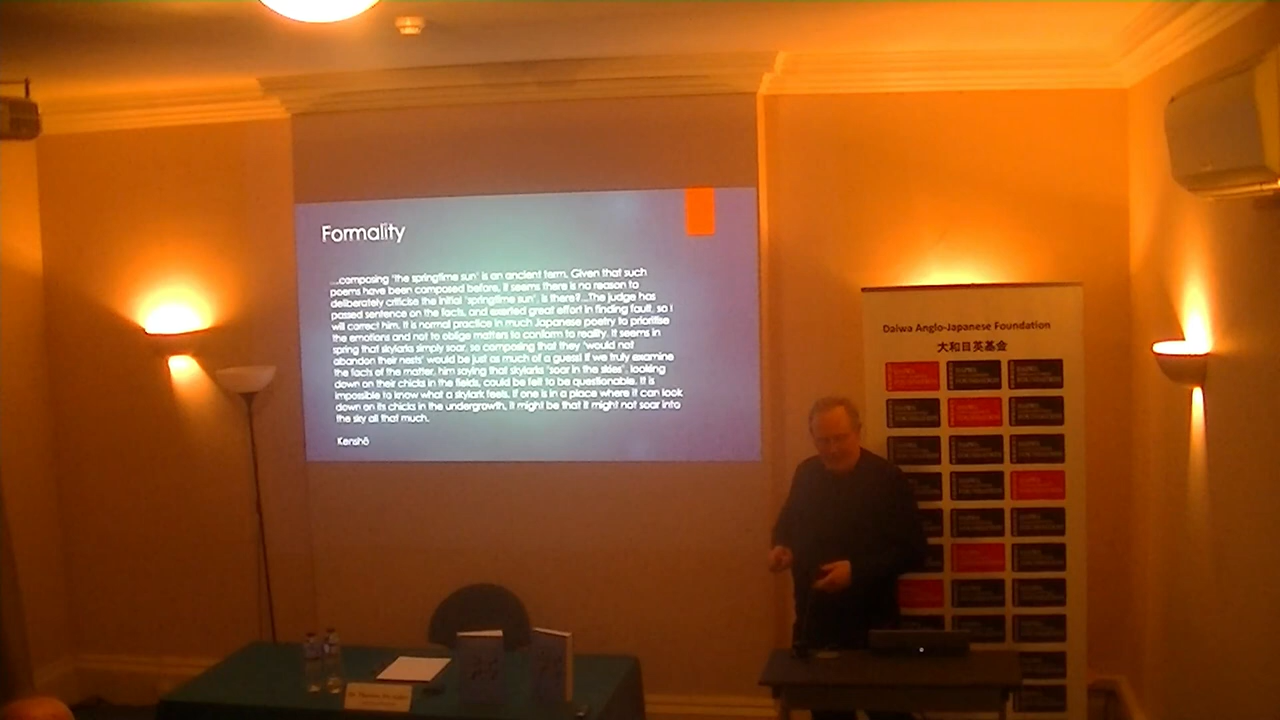 Formality
...composing 'the springtime sun' is an ancient term. Given that such
poems have been composed before, it seems there is no reason to
deliberately criticise the initial 'springtime sun', is there?...The judge has
passed sentence on the facts, and exerted great effort in finding fault, so I
will correct him. It is normal practice in much Japanese poetry to prioritise
the emotions and not to oblige matters to conform to reality. It seems in
spring that skylarks simply soar, so composing that they 'would not
abandon their nests' would be just as much of a guess! If we truly examine
the facts of the matter, him saying that skylarks 'soar in the skies', looking
down on their chicks in the fields, could be felt to be questionable. It is
impossible to know what a skylark feels. If one is in a place where it can look
down on its chicks in the undergrowth, it might be that it might not soar into
the sky all that much.
Kenshō
Daiwa Anglo-Japanese Foundation
大和日英基金